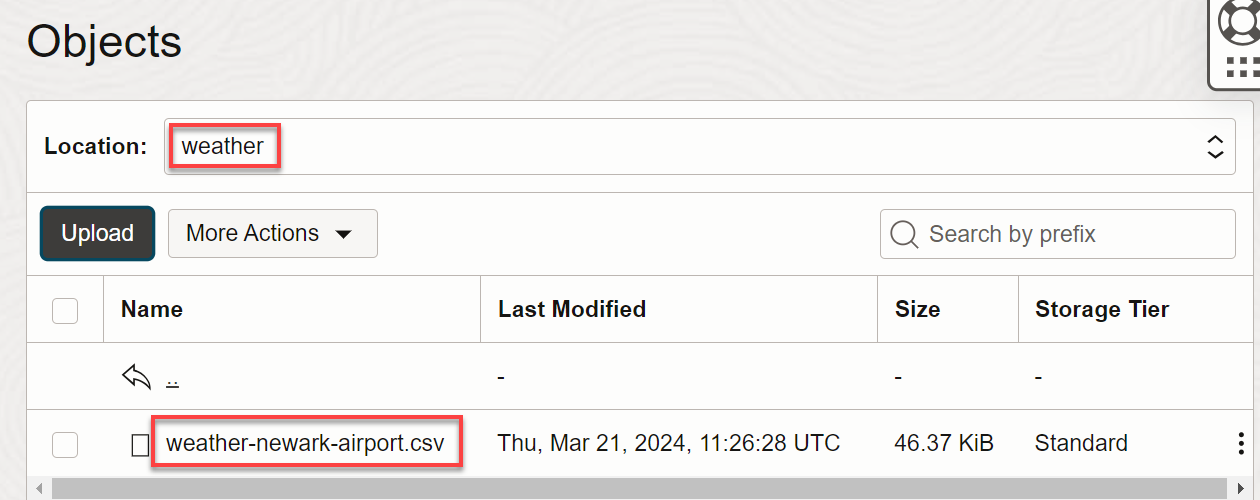 Objects
Location: weather
Upload More Actions Search by prefix
Name Last Modified Size Storage Tier
.. - - -
weather-newark-airport.csv Thu, Mar 21, 2024, 11:26:28 UTC 46.37 KiB Standard